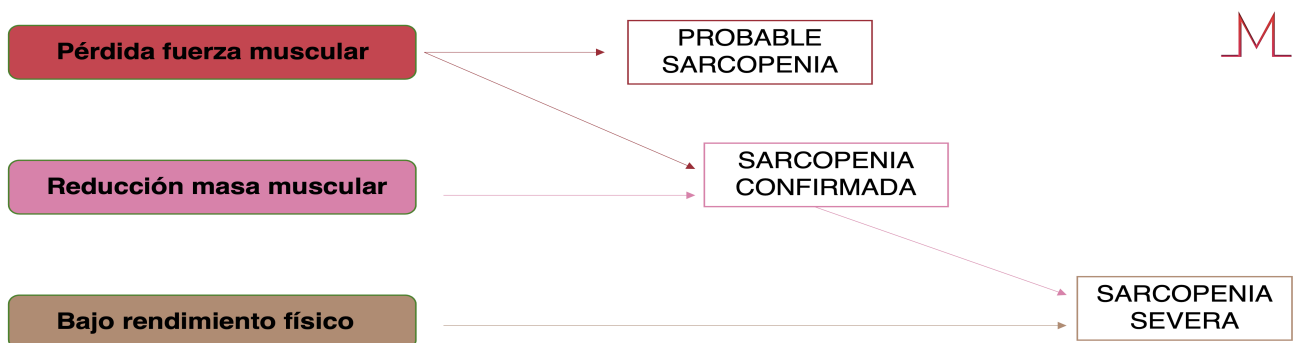 Pérdida fuerza muscular
PROBABLE
SARCOPENIA
Reducción masa muscular
SARCOPENIA
CONFIRMADA
Bajo rendimiento físico
SARCOPENIA
SEVERA